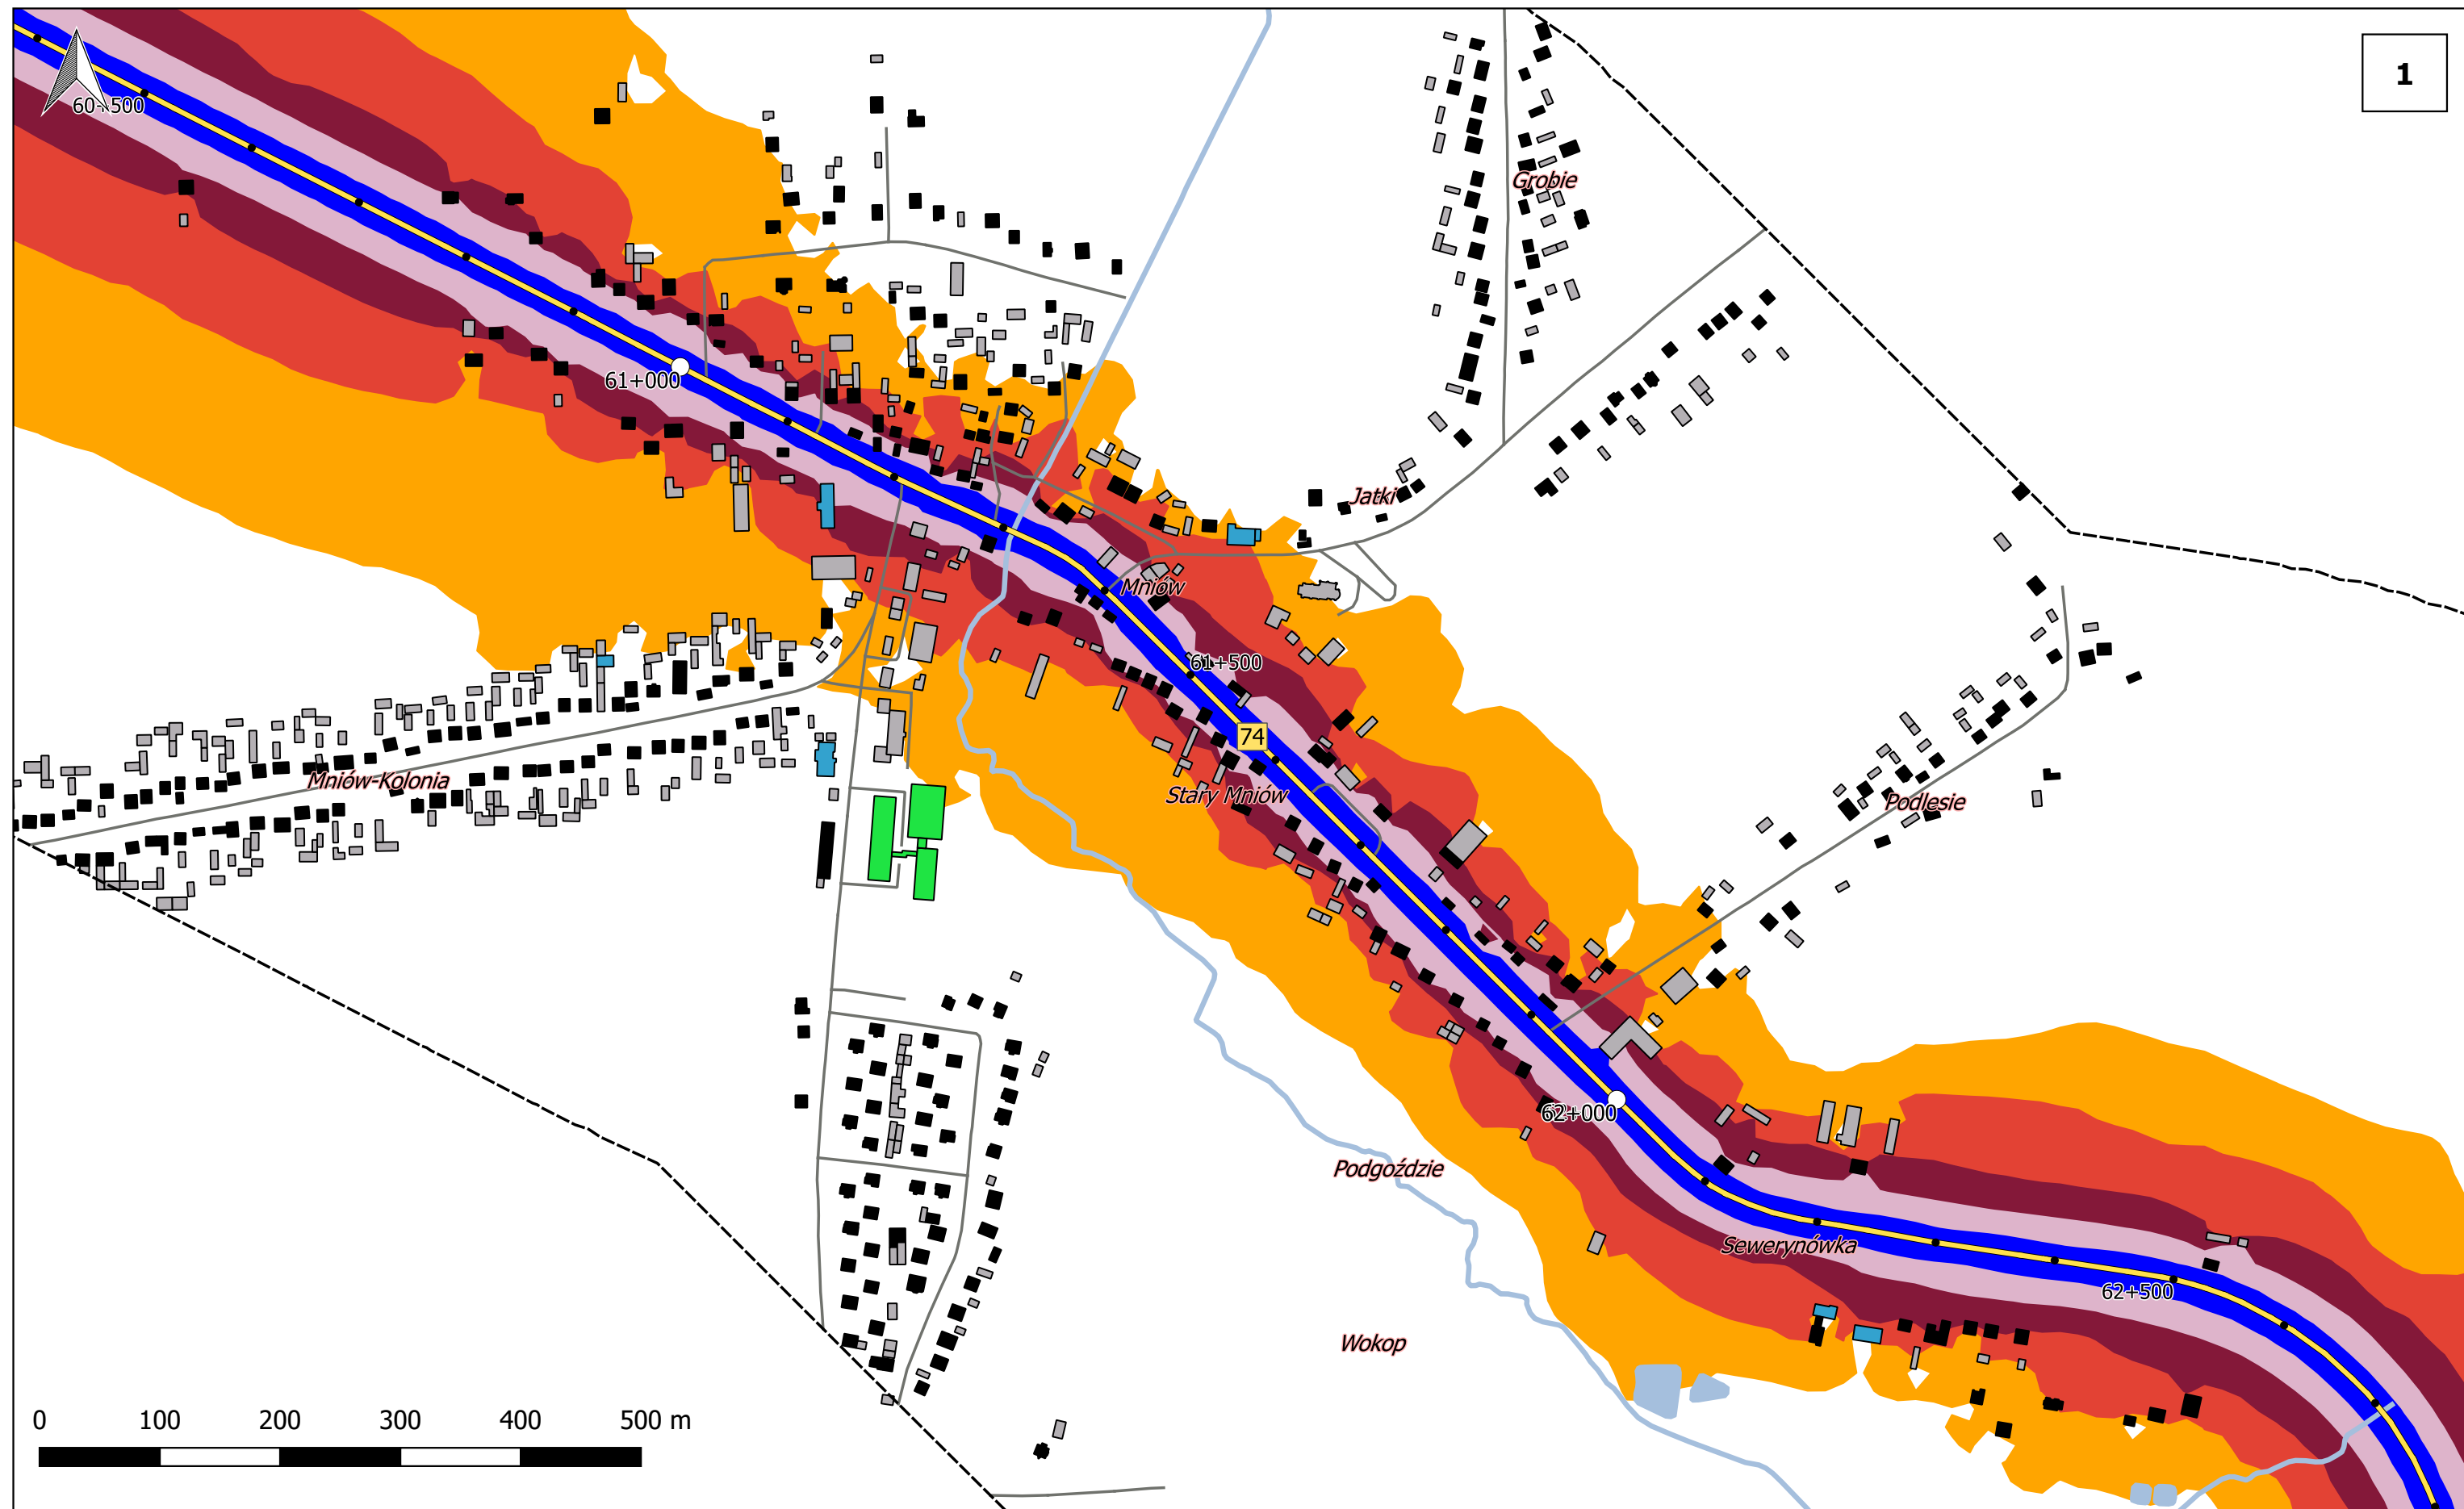 1
60+500
Grobie
61+000
Jatki
Mniów
61+500
74
Mniów-Kolonia
Stary Mniów
Podlesie
62+000
Podgoździe
Sewerynówka
62+500
Wokop
0 100 200 300 400 500 m